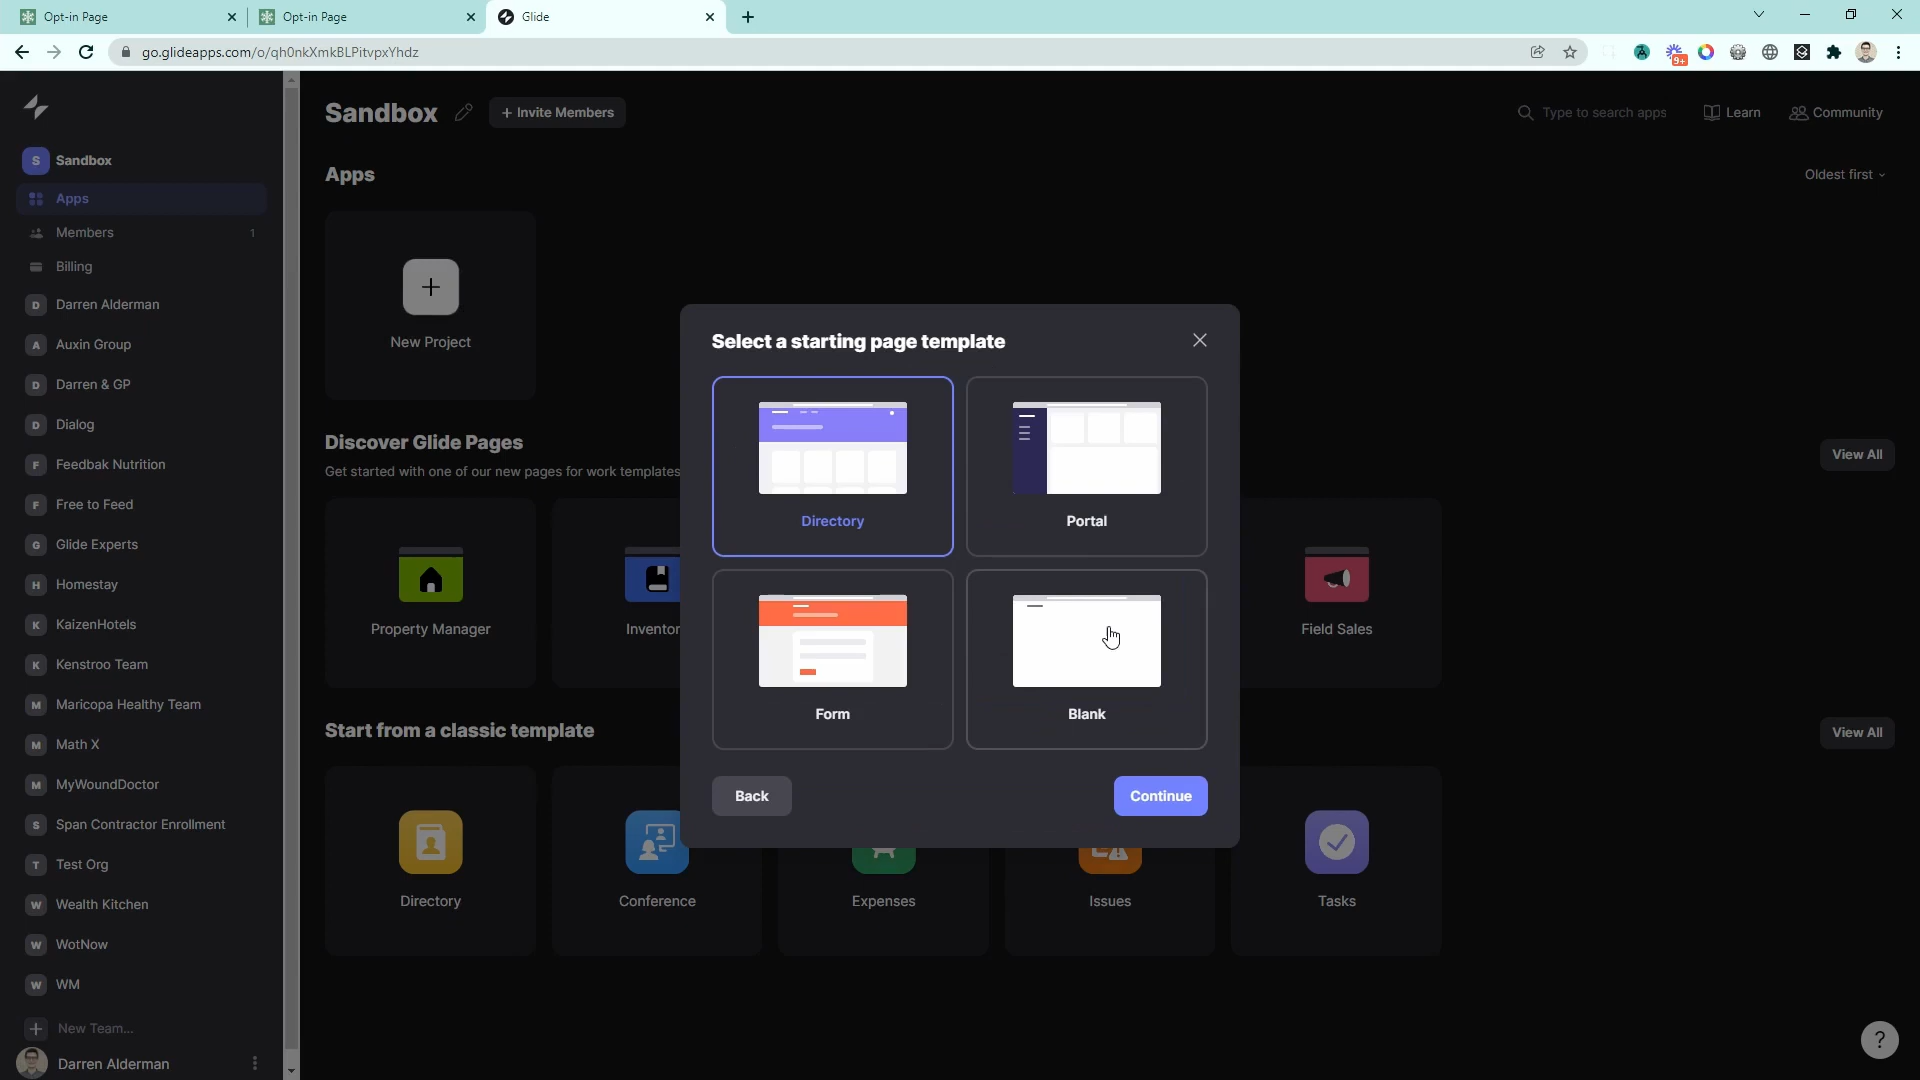 Opt-in Page
Opt-in Page
Glide
go.glideapps.com/o/qh0nkXmkBLPitvpxYhdz
9+
Sandbox
+ Invite Members
Type to search apps
Learn
Community
S Sandbox
Apps
Members 1
Billing
D Darren Alderman
A Auxin Group
D Darren & GP
D Dialog
F Feedbak Nutrition
F Free to Feed
G Glide Experts
H Homestay
K KaizenHotels
K Kenstroo Team
M Maricopa Healthy Team
M Math X
M MyWoundDoctor
S Span Contractor Enrollment
T Test Org
W Wealth Kitchen
W WotNow
W WM
+ New Team...
Darren Alderman
Apps
Oldest first
New Project
Discover Glide Pages
Get started with one of our new pages for work templates
View All
Property Manager
Inventor
Field Sales
Start from a classic template
View All
Directory
Conference
Expenses
Issues
Tasks
Select a starting page template
Directory
Portal
Form
Blank
Back
Continue
?